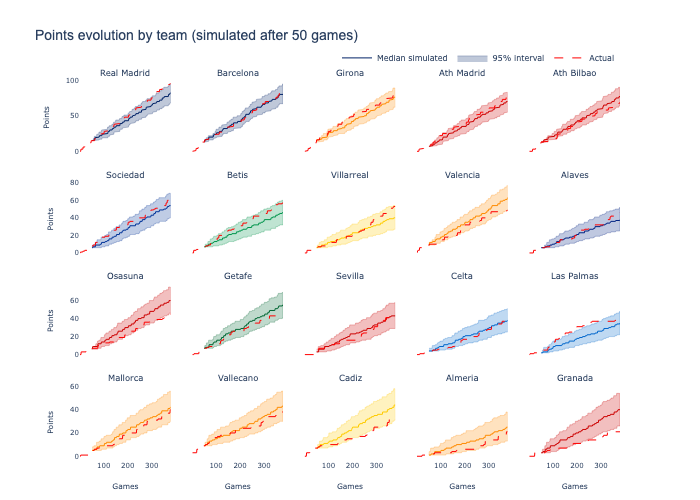 Points evolution by team (simulated after 50 games)
Median simulated 95% interval Actual
Real Madrid Barcelona Girona Ath Madrid Ath Bilbao
100
50
0
Points
Sociedad Betis Villarreal Valencia Alaves
80
60
40
20
0
Points
Osasuna Getafe Sevilla Celta Las Palmas
60
40
20
0
Points
Mallorca Vallecano Cadiz Almeria Granada
60
40
20
0
Points
100 200 300 100 200 300 100 200 300 100 200 300 100 200 300
Games Games Games Games Games